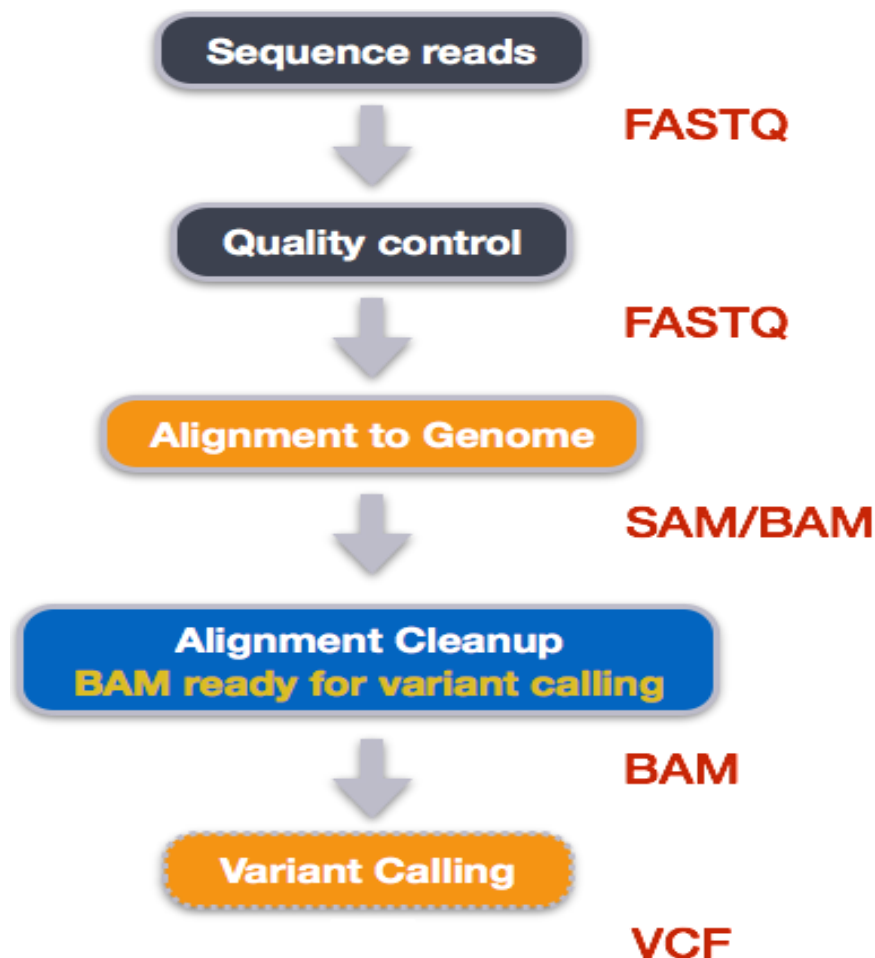 Sequence reads
FASTQ
Quality control
FASTQ
Alignment to Genome
SAM/BAM
Alignment Cleanup
BAM ready for variant calling
BAM
Variant Calling
VCF